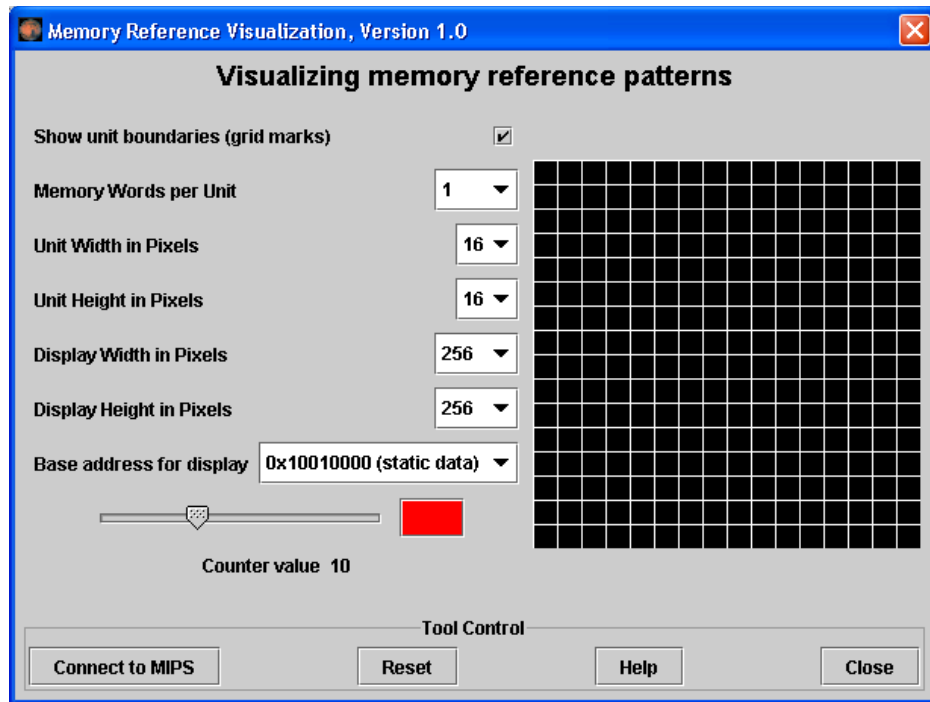 Memory Reference Visualization, Version 1.0
Visualizing memory reference patterns
Show unit boundaries (grid marks)
Memory Words per Unit 1
Unit Width in Pixels 16
Unit Height in Pixels 16
Display Width in Pixels 256
Display Height in Pixels 256
Base address for display 0x10010000 (static data)
Counter value 10
Tool Control
Connect to MIPS Reset Help Close